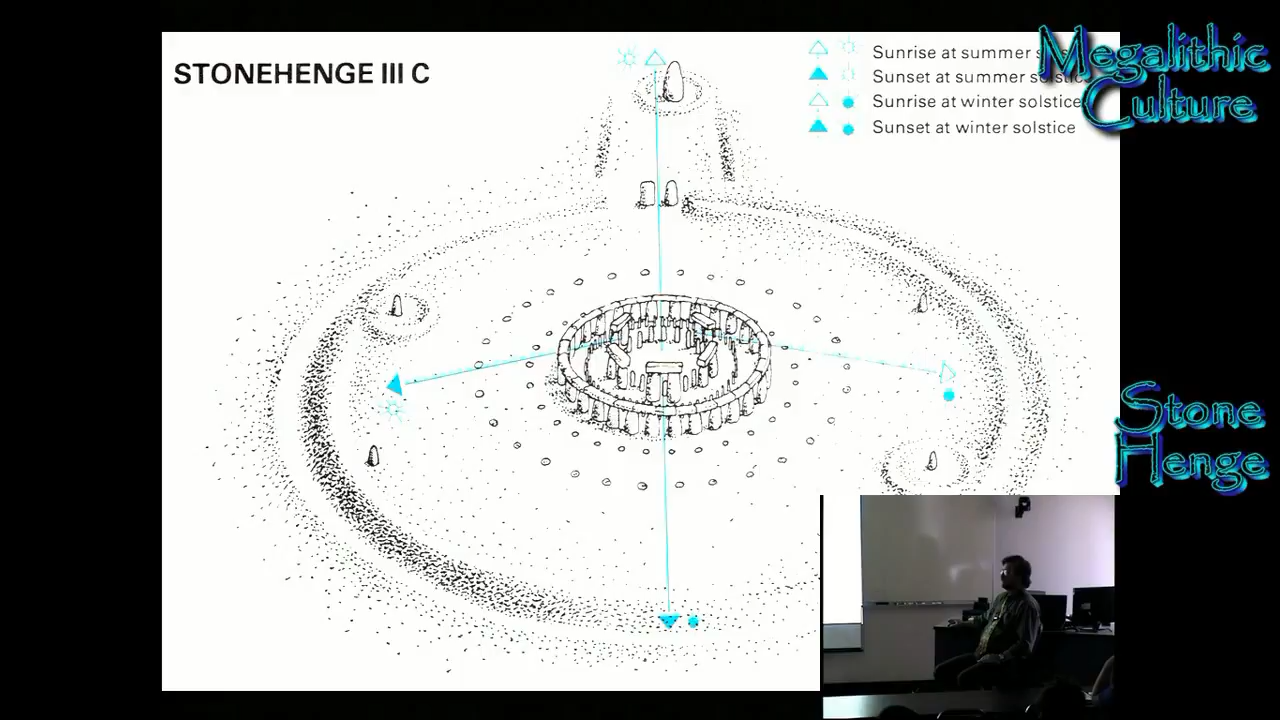 STONEHENGE III C
Sunrise at summer
Sunset at summer solstice
Sunrise at winter solstice
Sunset at winter solstice
Megalithic
Culture
Stone
Henge